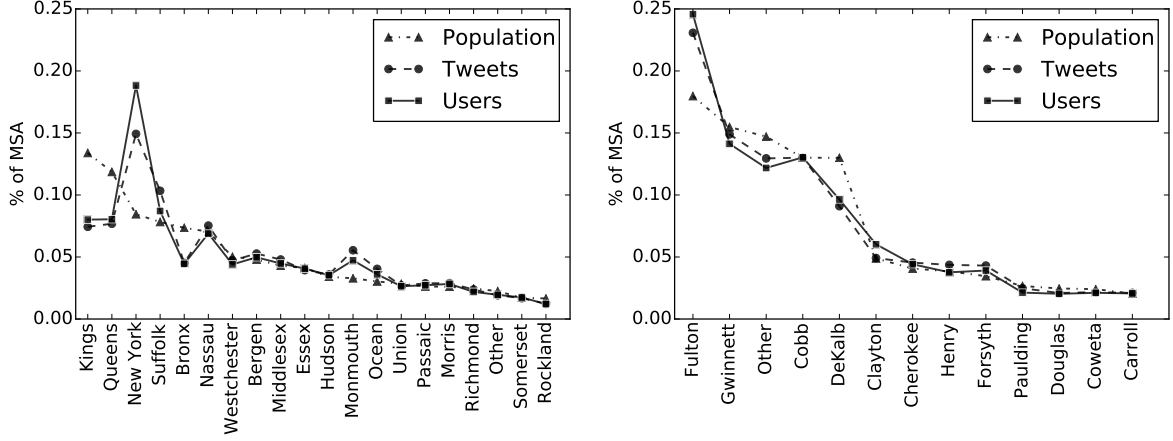 0.25
0.20
0.15
0.10
0.05
0.00
% of MSA
Population
Tweets
Users
Kings
Queens
New York
Suffolk
Bronx
Nassau
Westchester
Bergen
Middlesex
Essex
Hudson
Monmouth
Ocean
Union
Passaic
Morris
Richmond
Other
Somerset
Rockland
0.25
0.20
0.15
0.10
0.05
0.00
% of MSA
Population
Tweets
Users
Fulton
Gwinnett
Other
Cobb
DeKalb
Clayton
Cherokee
Henry
Forsyth
Paulding
Douglas
Coweta
Carroll